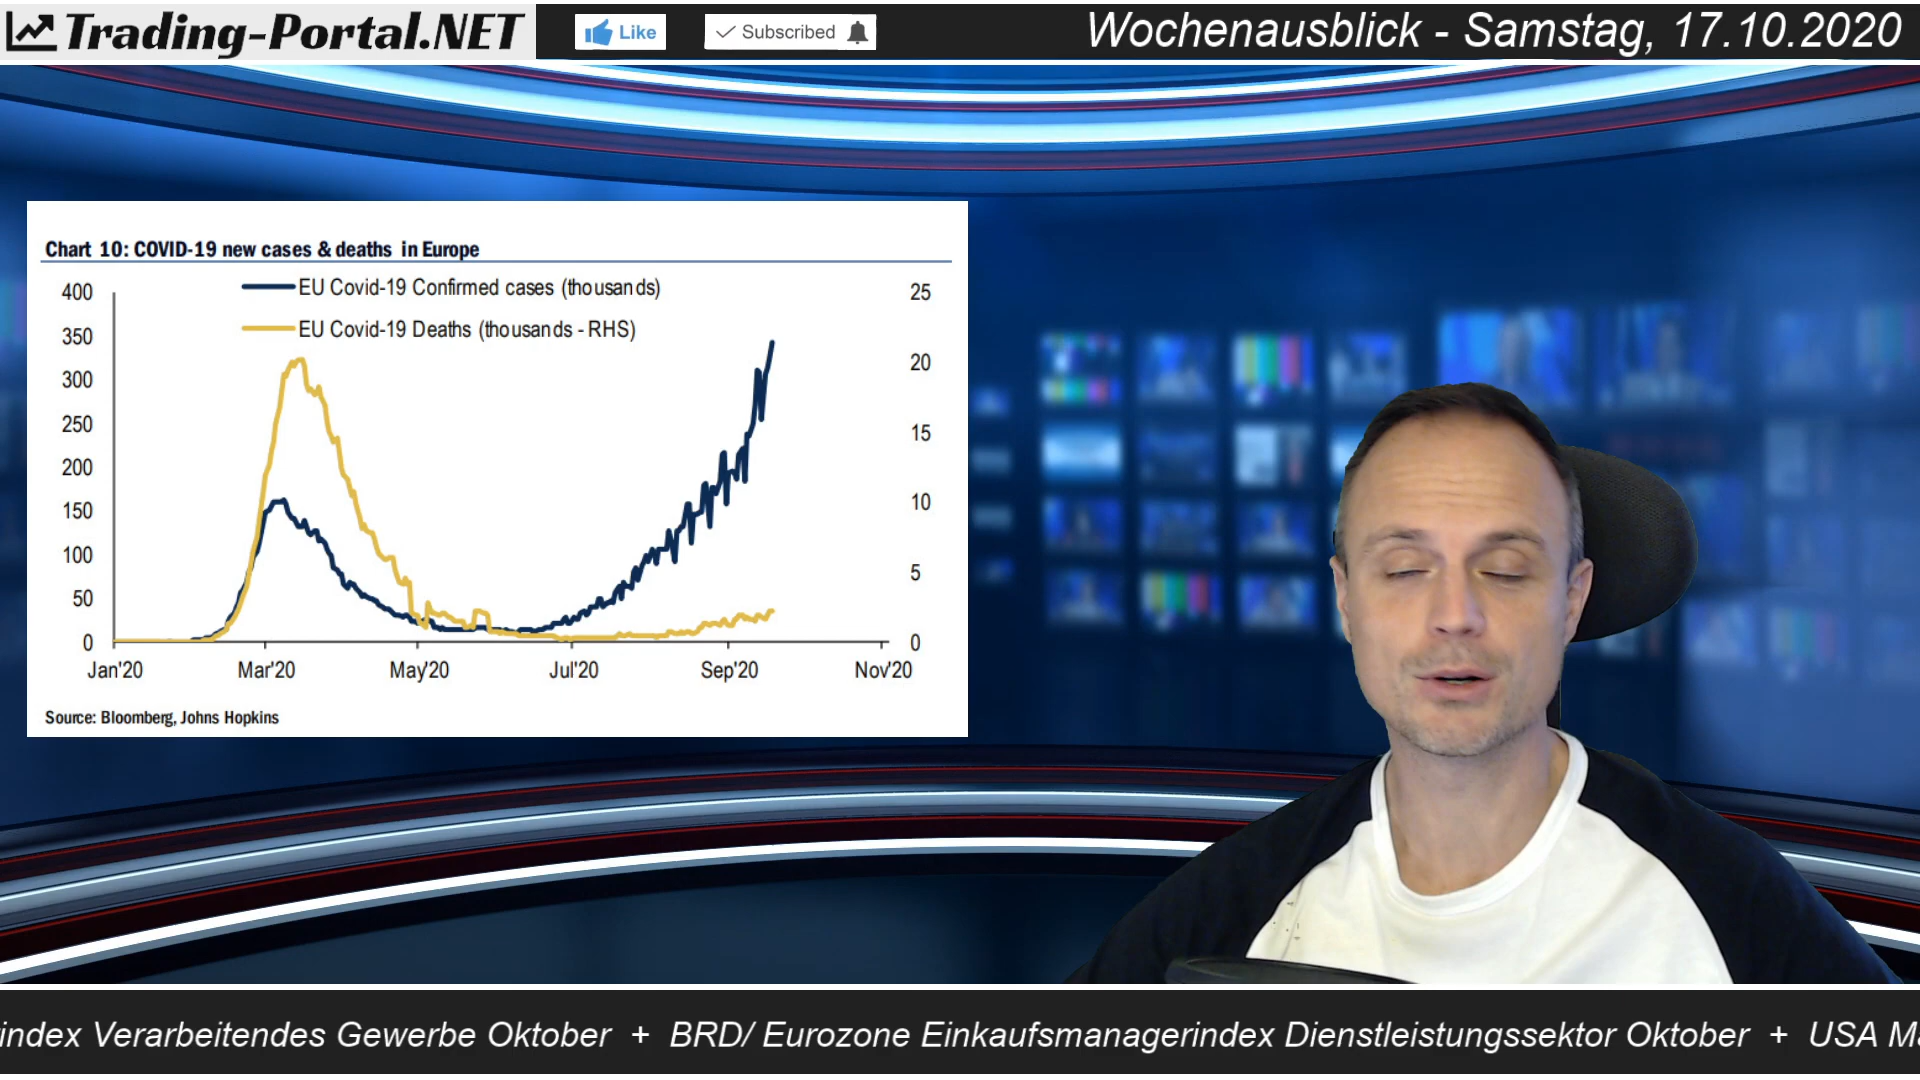 Trading-Portal.NET
Like
Subscribed
Wochenausblick - Samstag, 17.10.2020
Chart 10: COVID-19 new cases & deaths in Europe
EU Covid-19 Confirmed cases (thousands)
EU Covid-19 Deaths (thousands - RHS)
400
350
300
250
200
150
100
50
0
25
20
15
10
5
0
Jan'20 Mar'20 May'20 Jul'20 Sep'20 Nov'20
Source: Bloomberg, Johns Hopkins
index Verarbeitendes Gewerbe Oktober + BRD/ Eurozone Einkaufsmanagerindex Dienstleistungssektor Oktober + USA